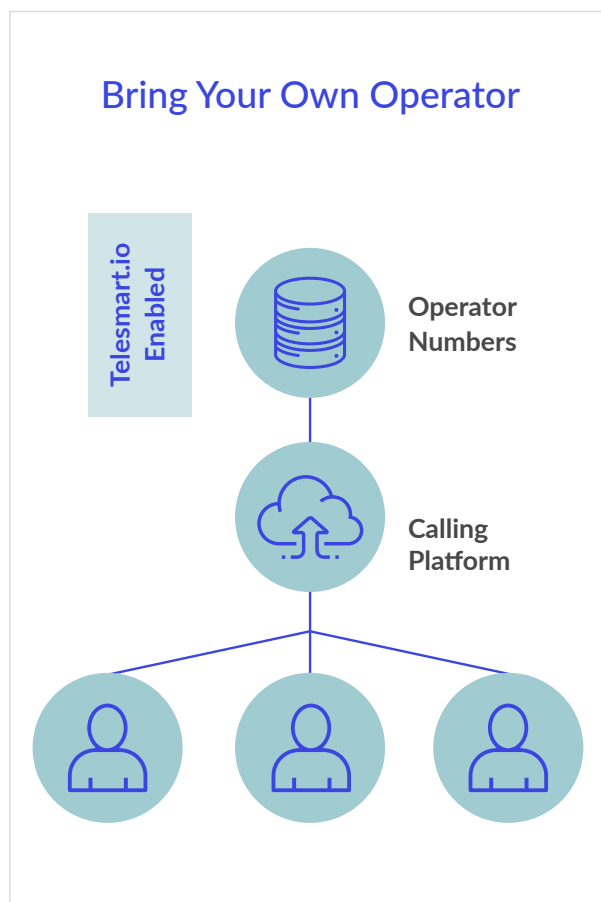 Bring Your Own Operator
Telesmart.io
Enabled
Operator
Numbers
Calling
Platform